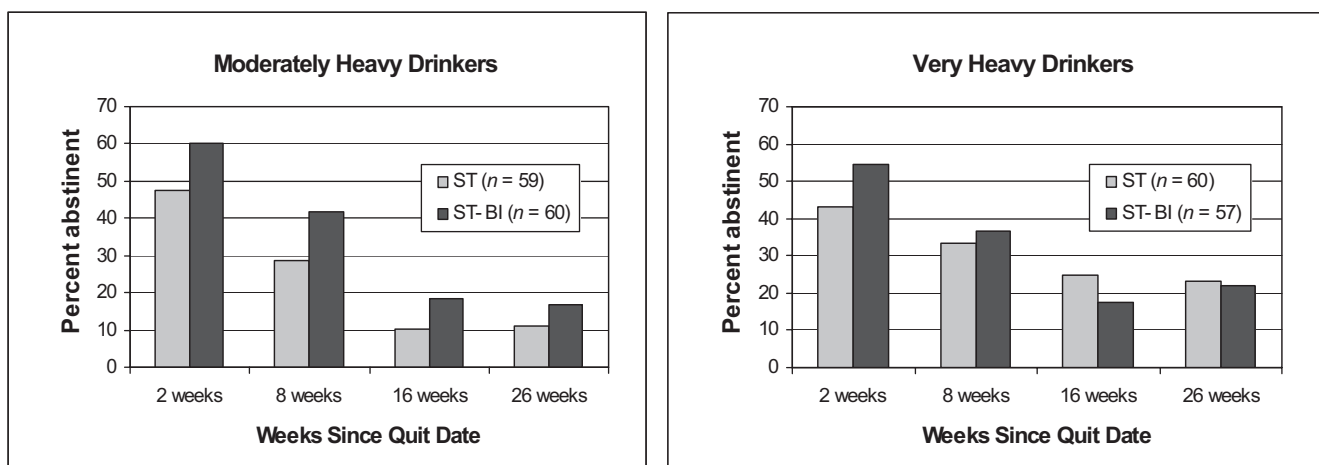 Moderately Heavy Drinkers
Percent abstinent
70
60
50
40
30
20
10
0
ST (n = 59)
ST- BI (n = 60)
2 weeks 8 weeks 16 weeks 26 weeks
Weeks Since Quit Date
Very Heavy Drinkers
Percent abstinent
70
60
50
40
30
20
10
0
ST (n = 60)
ST- BI (n = 57)
2 weeks 8 weeks 16 weeks 26 weeks
Weeks Since Quit Date